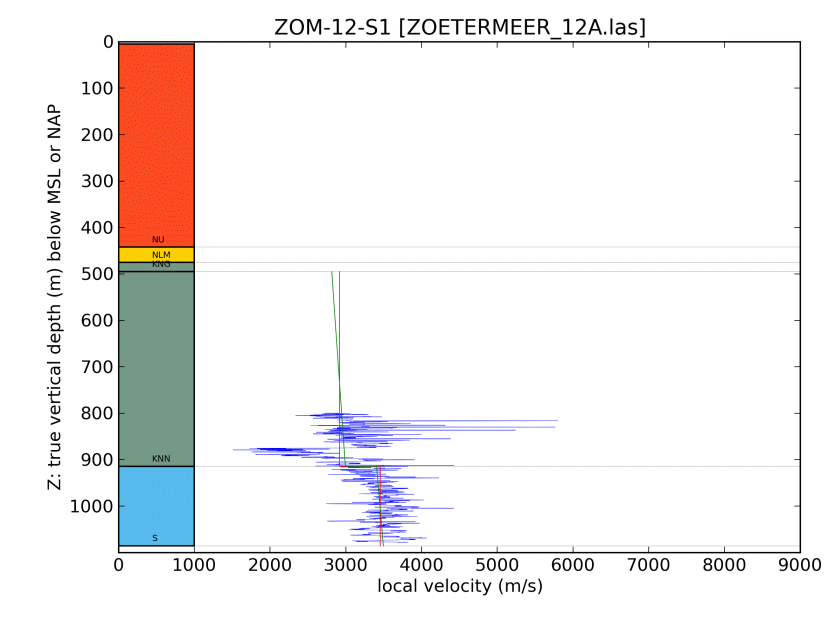 ZOM-12-S1 [ZOETERMEER_12A.las]
Z: true vertical depth (m) below MSL or NAP
0
100
200
300
400
500
600
700
800
900
1000
NU
NLM
KNG
KNN
S
0 1000 2000 3000 4000 5000 6000 7000 8000 9000
local velocity (m/s)